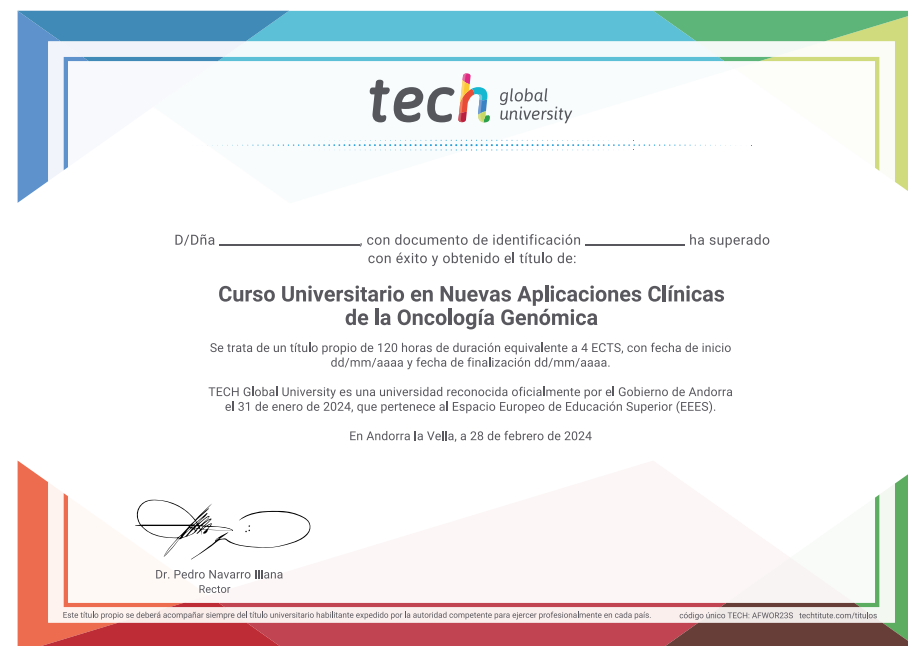 tech global university
D/Dña ____________________, con documento de identificación ______________ ha superado
con éxito y obtenido el título de:
Curso Universitario en Nuevas Aplicaciones Clínicas
de la Oncología Genómica
Se trata de un título propio de 120 horas de duración equivalente a 4 ECTS, con fecha de inicio
dd/mm/aaaa y fecha de finalización dd/mm/aaaa.
TECH Global University es una universidad reconocida oficialmente por el Gobierno de Andorra
el 31 de enero de 2024, que pertenece al Espacio Europeo de Educación Superior (EEES).
En Andorra la Vella, a 28 de febrero de 2024
Dr. Pedro Navarro Illana
Rector
Este título propio se deberá acompañar siempre del título universitario habilitante expedido por la autoridad competente para ejercer profesionalmente en cada país. código único TECH: AFWOR23S techtitute.com/titulos